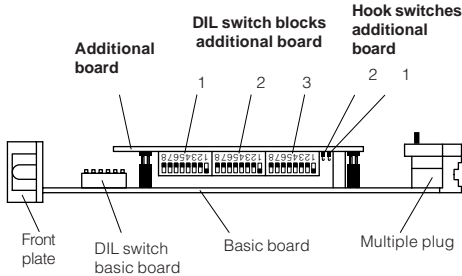 DIL switch blocks
additional board
Hook switches
additional
board
Additional
board
1
2
3
2
1
12345678
12345678
12345678
Front
plate
DIL switch
basic board
Basic board
Multiple plug